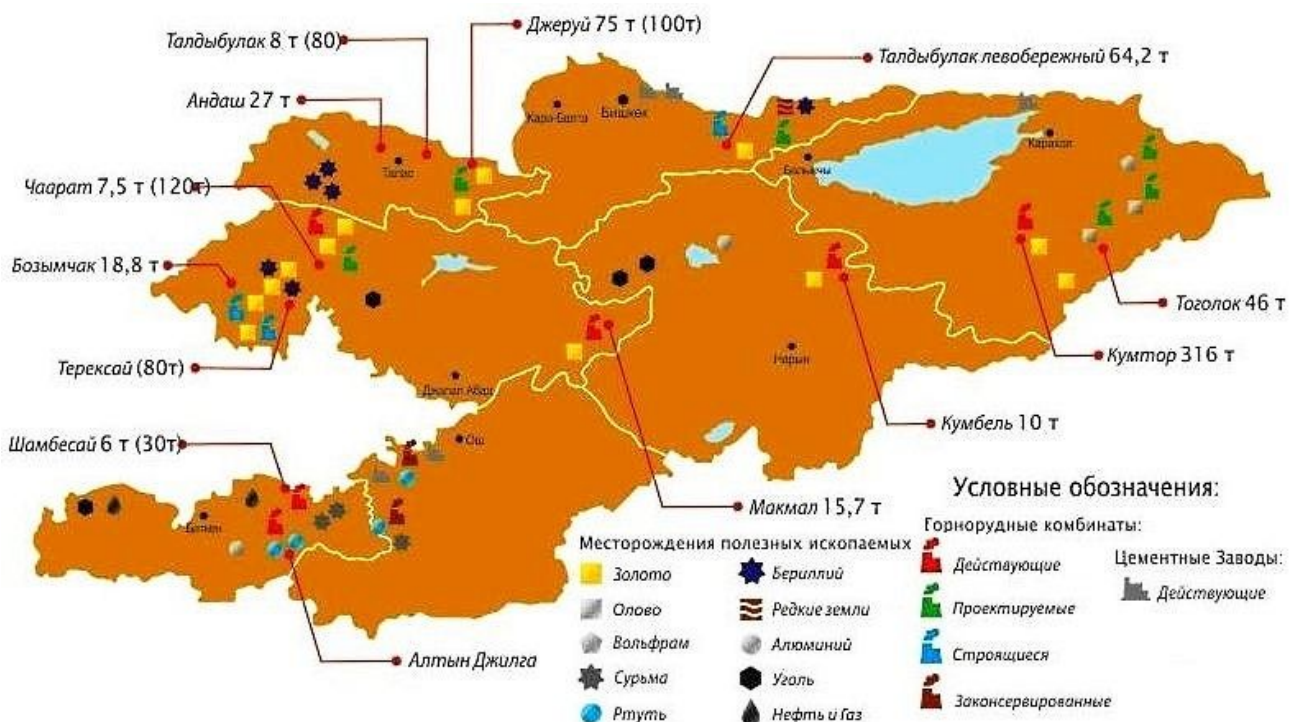 Джеруй 75 т (100т)
Талдыбулак 8 т (80)
Талдыбулак левобережный 64,2 т
Андаш 27 т
Кара-Балта
Бишкек
Талас
Балыкчы
Каракол
Чаарат 7,5 т (120т)
Бозымчак 18,8 т
Тоголок 46 т
Нарын
Кумтор 316 т
Терексай (80т)
Джалал Абад
Кумбель 10 т
Шамбесай 6 т (30т)
Ош
Баткен
Макмал 15,7 т
Алтын Джилга
Условные обозначения:
Месторождения полезных ископаемых
Золото
Олово
Вольфрам
Сурьма
Ртуть
Бериллий
Редкие земли
Алюминий
Уголь
Нефть и Газ
Горнорудные комбинаты:
Действующие
Проектируемые
Строящиеся
Законсервированные
Цементные Заводы:
Действующие